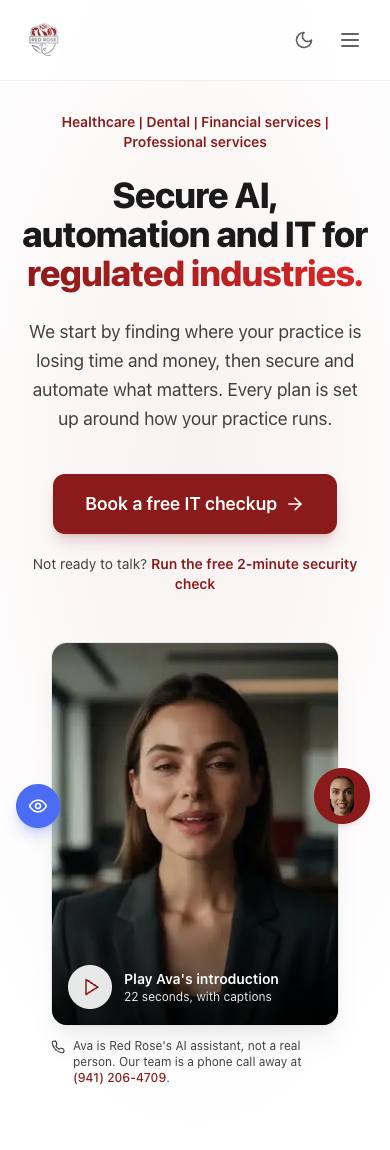 RED ROSE
Healthcare | Dental | Financial services |
Professional services
Secure AI,
automation and IT for
regulated industries.
We start by finding where your practice is
losing time and money, then secure and
automate what matters. Every plan is set
up around how your practice runs.
Book a free IT checkup
Not ready to talk? Run the free 2-minute security
check
Play Ava's introduction
22 seconds, with captions
Ava is Red Rose's AI assistant, not a real
person. Our team is a phone call away at
(941) 206-4709.